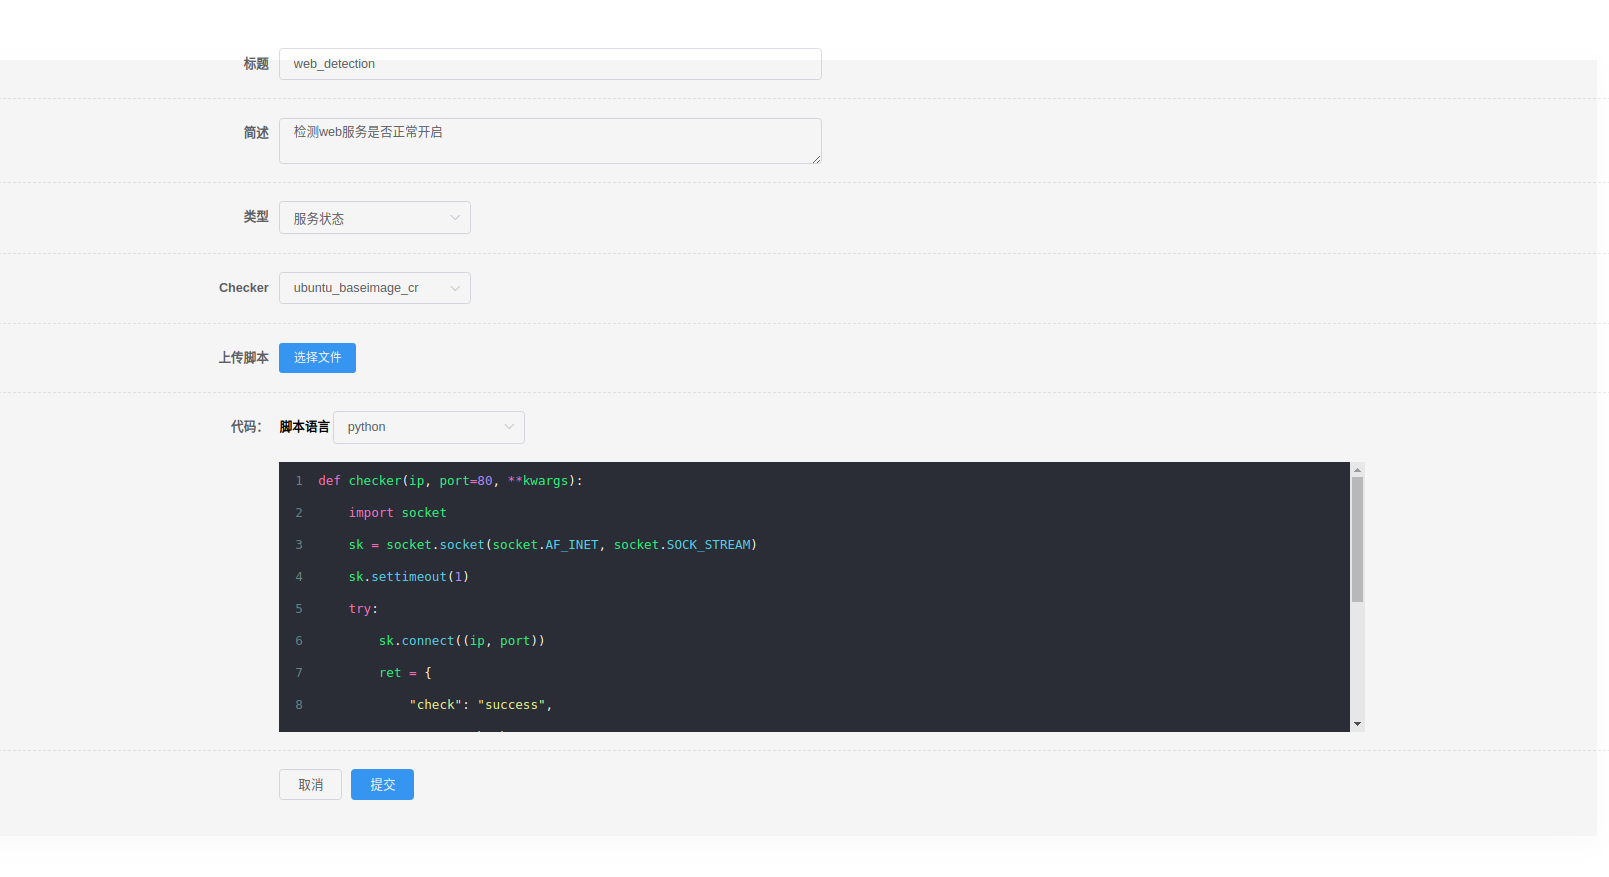 标题 web_detection
简述 检测web服务是否正常开启
类型 服务状态
Checker ubuntu_baseimage_cr
上传脚本 选择文件
代码： 脚本语言 python
1 def checker(ip, port=80, **kwargs):
2     import socket
3     sk = socket.socket(socket.AF_INET, socket.SOCK_STREAM)
4     sk.settimeout(1)
5     try:
6         sk.connect((ip, port))
7         ret = {
8             "check": "success",
取消 提交